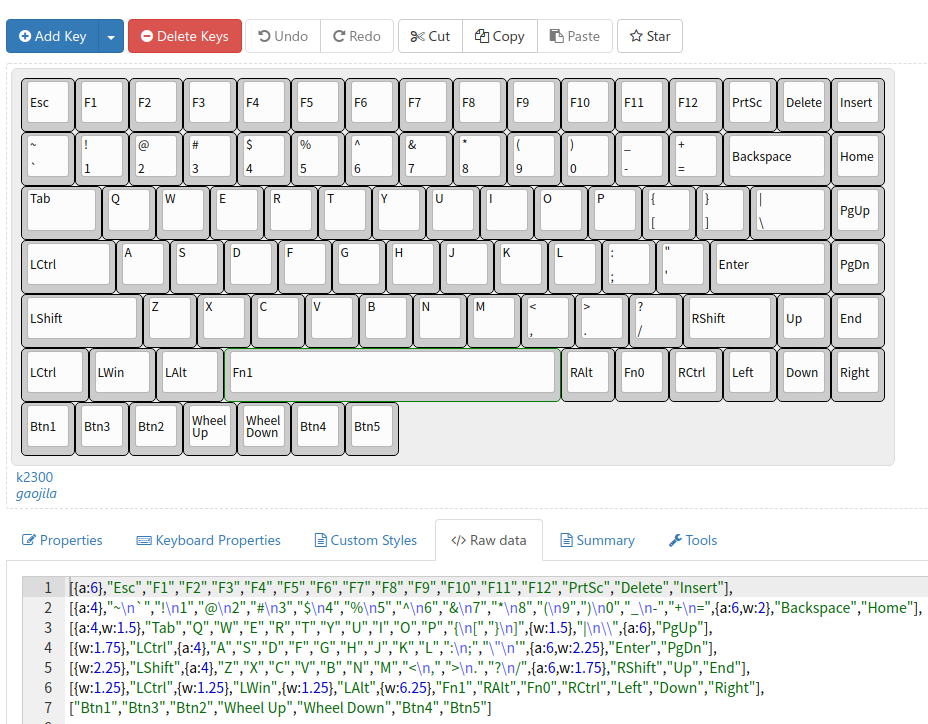 Add Key Delete Keys Undo Redo Cut Copy Paste Star
Esc F1 F2 F3 F4 F5 F6 F7 F8 F9 F10 F11 F12 PrtSc Delete Insert
~ ! @ # $ % ^ & * ( ) _ +
` 1 2 3 4 5 6 7 8 9 0 - = Backspace Home
Tab Q W E R T Y U I O P { } |
[ ] \ PgUp
LCtrl A S D F G H J K L : "
; ' Enter PgDn
LShift Z X C V B N M < > ?
, . / RShift Up End
LCtrl LWin LAlt Fn1 RAlt Fn0 RCtrl Left Down Right
Btn1 Btn3 Btn2 Wheel Up Wheel Down Btn4 Btn5
k2300
gaojila
Properties Keyboard Properties Custom Styles </> Raw data Summary Tools
1 [{a:6},"Esc","F1","F2","F3","F4","F5","F6","F7","F8","F9","F10","F11","F12","PrtSc","Delete","Insert"],
2 [{a:4},"~\n`","!\n1","@\n2","#\n3","$\n4","%\n5","^\n6","&\n7","*\n8","(\n9",")\n0","_\n-","+\n=",{a:6,w:2},"Backspace","Home"],
3 [{a:4,w:1.5},"Tab","Q","W","E","R","T","Y","U","I","O","P","{\n[","}\n]",{w:1.5},"|\n\\",{a:6},"PgUp"],
4 [{w:1.75},"LCtrl",{a:4},"A","S","D","F","G","H","J","K","L",":\n;","\"\n'",{a:6,w:2.25},"Enter","PgDn"],
5 [{w:2.25},"LShift",{a:4},"Z","X","C","V","B","N","M","<\n,",">\n.","?\n/",{a:6,w:1.75},"RShift","Up","End"],
6 [{w:1.25},"LCtrl",{w:1.25},"LWin",{w:1.25},"LAlt",{w:6.25},"Fn1","RAlt","Fn0","RCtrl","Left","Down","Right"],
7 ["Btn1","Btn3","Btn2","Wheel Up","Wheel Down","Btn4","Btn5"]